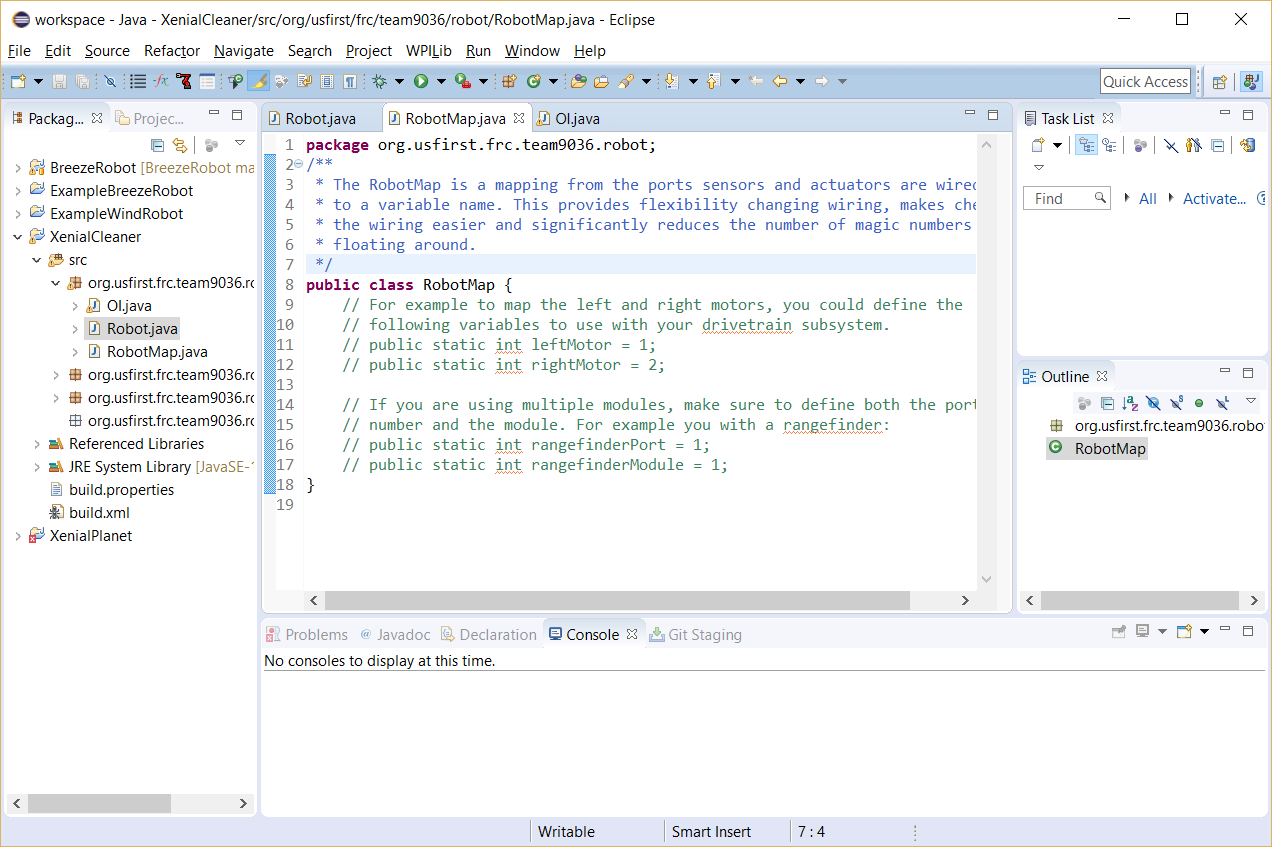 workspace - Java - XenialCleaner/src/org/usfirst/frc/team9036/robot/RobotMap.java - Eclipse
File Edit Source Refactor Navigate Search Project WPILib Run Window Help
Quick Access
Packag...
Projec...
BreezeRobot [BreezeRobot ma
ExampleBreezeRobot
ExampleWindRobot
XenialCleaner
src
org.usfirst.frc.team9036.rc
OI.java
Robot.java
RobotMap.java
org.usfirst.frc.team9036.rc
org.usfirst.frc.team9036.rc
org.usfirst.frc.team9036.rc
Referenced Libraries
JRE System Library [JavaSE-1
build.properties
build.xml
XenialPlanet
Robot.java
RobotMap.java
OI.java
1 package org.usfirst.frc.team9036.robot;
2 /**
3 * The RobotMap is a mapping from the ports sensors and actuators are wired
4 * to a variable name. This provides flexibility changing wiring, makes che
5 * the wiring easier and significantly reduces the number of magic numbers
6 * floating around.
7 */
8 public class RobotMap {
9 // For example to map the left and right motors, you could define the
10 // following variables to use with your drivetrain subsystem.
11 // public static int leftMotor = 1;
12 // public static int rightMotor = 2;
13
14 // If you are using multiple modules, make sure to define both the port
15 // number and the module. For example you with a rangefinder:
16 // public static int rangefinderPort = 1;
17 // public static int rangefinderModule = 1;
18 }
19
Task List
Find
All
Activate...
Outline
org.usfirst.frc.team9036.robo
RobotMap
Problems
@ Javadoc
Declaration
Console
Git Staging
No consoles to display at this time.
Writable
Smart Insert
7 : 4